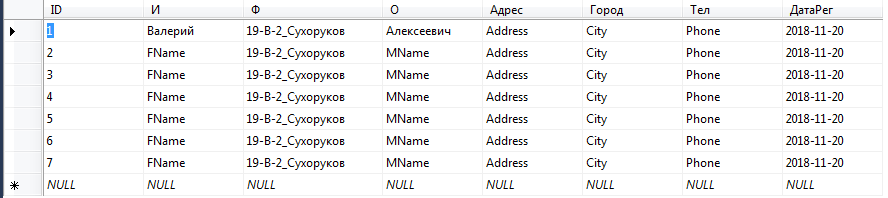 ID И Ф О Адрес Город Тел ДатаРег
1 Валерий 19-В-2_Сухоруков Алексеевич Address City Phone 2018-11-20
2 FName 19-В-2_Сухоруков MName Address City Phone 2018-11-20
3 FName 19-В-2_Сухоруков MName Address City Phone 2018-11-20
4 FName 19-В-2_Сухоруков MName Address City Phone 2018-11-20
5 FName 19-В-2_Сухоруков MName Address City Phone 2018-11-20
6 FName 19-В-2_Сухоруков MName Address City Phone 2018-11-20
7 FName 19-В-2_Сухоруков MName Address City Phone 2018-11-20
NULL NULL NULL NULL NULL NULL NULL NULL